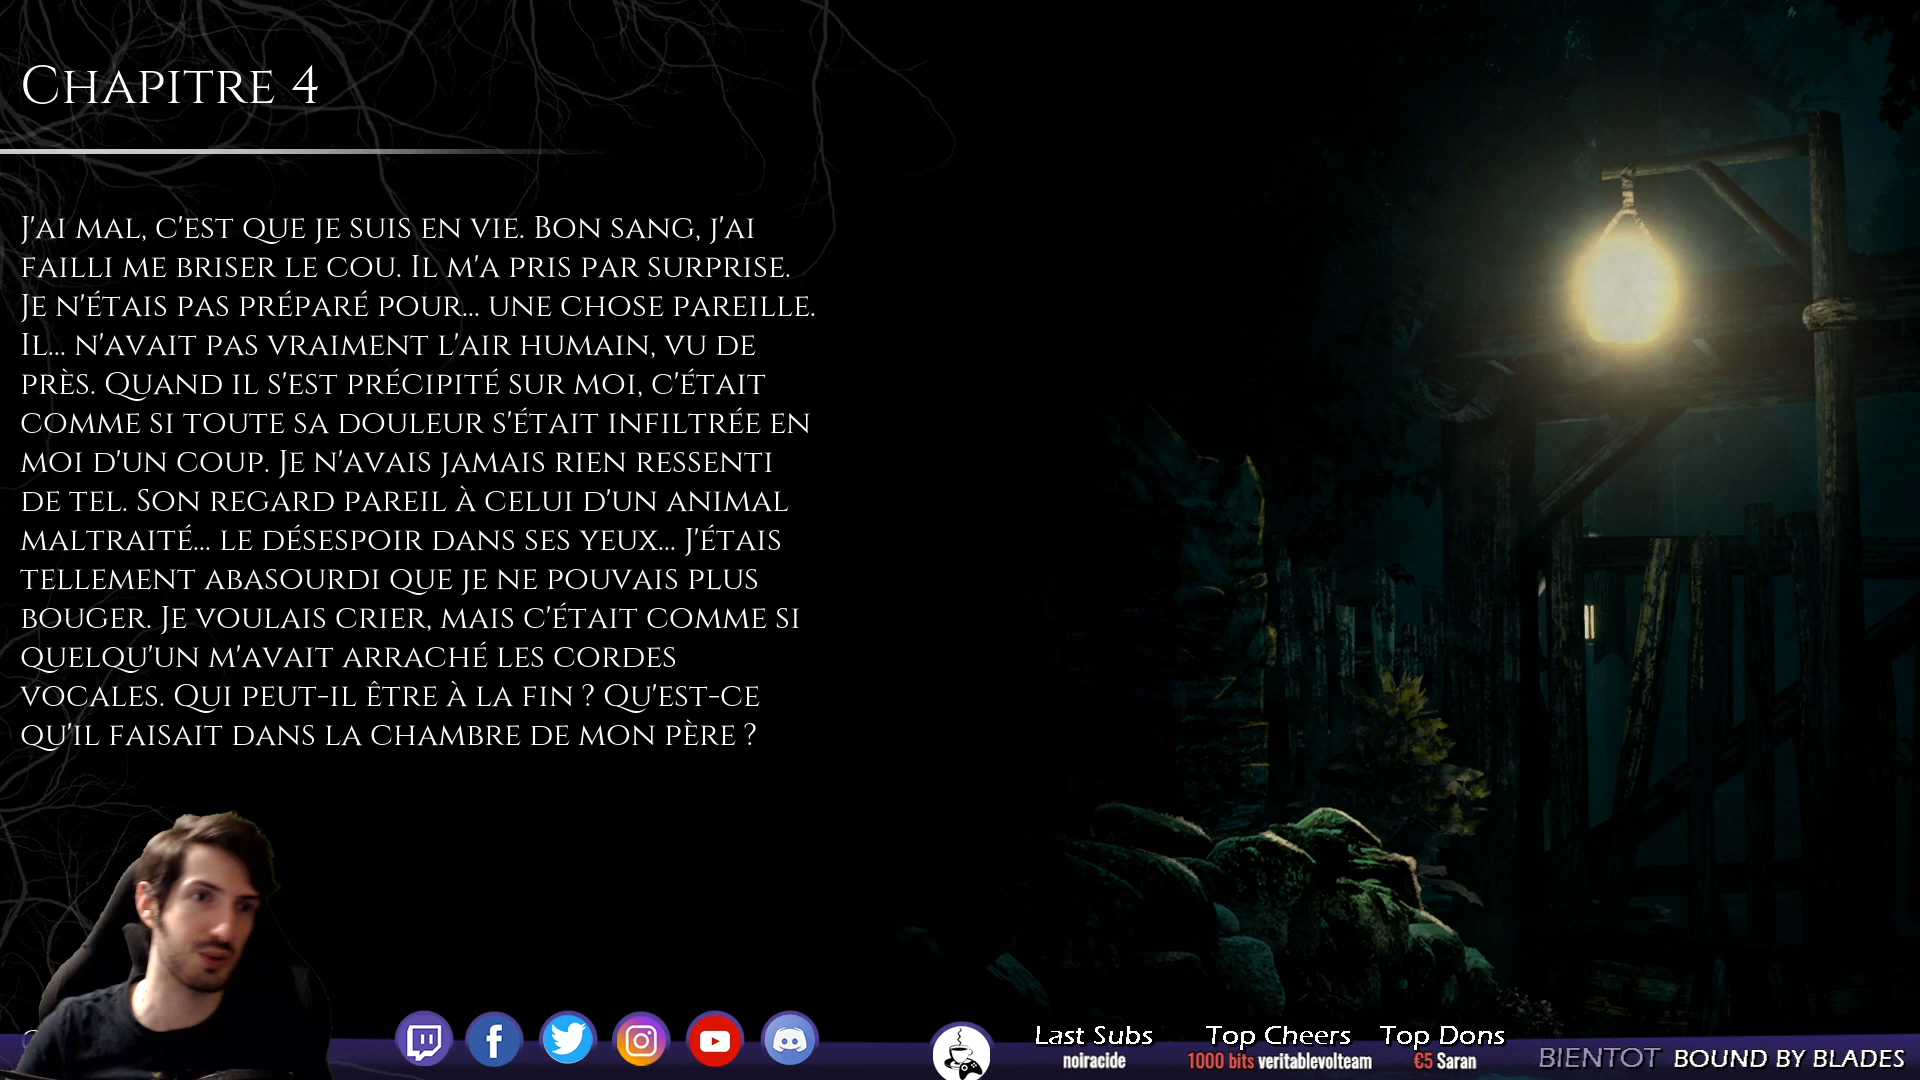 Chapitre 4
J'ai mal, c'est que je suis en vie. Bon sang, j'ai
failli me briser le cou. Il m'a pris par surprise.
Je n'étais pas préparé pour... une chose pareille.
Il... n'avait pas vraiment l'air humain, vu de
près. Quand il s'est précipité sur moi, c'était
comme si toute sa douleur s'était infiltrée en
moi d'un coup. Je n'avais jamais rien ressenti
de tel. Son regard pareil à celui d'un animal
maltraité... le désespoir dans ses yeux... J'étais
tellement abasourdi que je ne pouvais plus
bouger. Je voulais crier, mais c'était comme si
quelqu'un m'avait arraché les cordes
vocales. Qui peut-il être à la fin ? Qu'est-ce
qu'il faisait dans la chambre de mon père ?
Last Subs
noiracide
Top Cheers
1000 bits veritablevolteam
Top Dons
€5 Saran
BIENTOT BOUND BY BLADES